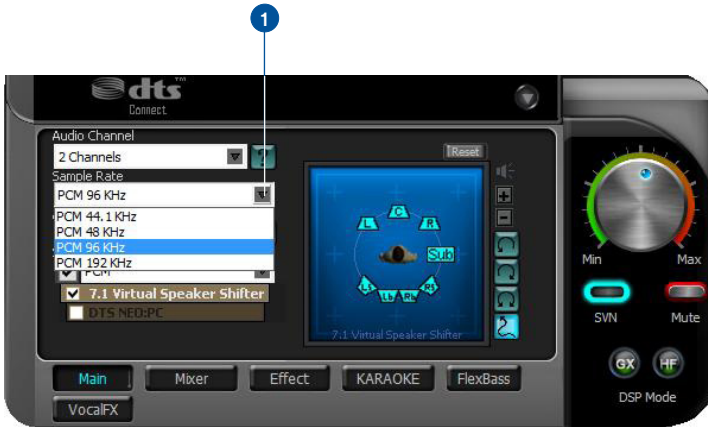 1
dts™
Connect
Audio Channel
2 Channels
?
Reset
Sample Rate
PCM 96 KHz
PCM 44.1 KHz
PCM 48 KHz
PCM 96 KHz
PCM 192 KHz
PCM
7.1 Virtual Speaker Shifter
DTS NEO:PC
L
C
R
Sub
Ls
Lb
Rb
Rs
7.1 Virtual Speaker Shifter
Min
Max
SVN
Mute
GX
HF
DSP Mode
Main
Mixer
Effect
KARAOKE
FlexBass
VocalFX